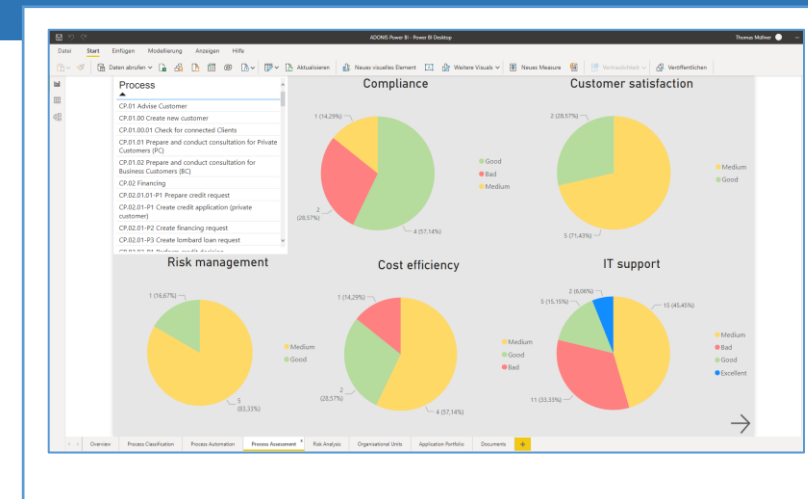 ADONIS Power BI - Power BI Desktop
Thomas Müllner
Datei Start Einfügen Modellierung Anzeigen Hilfe
Daten abrufen Aktualisieren Neues visuelles Element Weitere Visuals Neues Measure Vertraulichkeit Veröffentlichen
Process
CP.01 Advise Customer
CP.01.00 Create new customer
CP.01.00.01 Check for connected Clients
CP.01.01 Prepare and conduct consultation for Private
Customers (PC)
CP.01.02 Prepare and conduct consultation for
Business Customers (BC)
CP.02 Financing
CP.02.01.01-P1 Prepare credit request
CP.02.01-P1 Create credit application (private
customer)
CP.02.01-P2 Create financing request
CP.02.01-P3 Create lombard loan request
Compliance
1 (14.29%)
2
(28.57%)
4 (57.14%)
Good
Bad
Medium
Customer satisfaction
2 (28.57%)
5 (71.43%)
Medium
Good
Risk management
1 (16,67%)
5
(83,33%)
Medium
Good
Cost efficiency
1 (14,29%)
2
(28,57%)
4 (57,14%)
Medium
Good
Bad
IT support
2 (6.06%)
5 (15,15%)
15 (45,45%)
11 (33,33%)
Medium
Bad
Good
Excellent
Overview Process Classification Process Automation Process Assessment Risk Analysis Organisational Units Application Portfolio Documents +